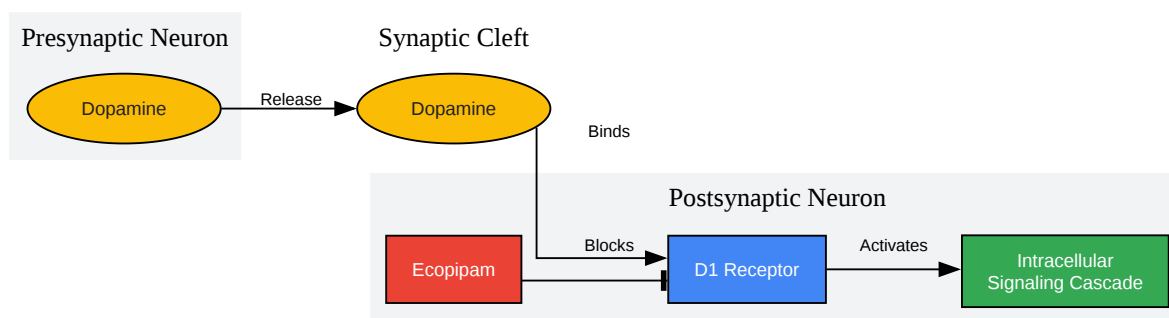 Presynaptic Neuron
Synaptic Cleft
Dopamine
Release
Dopamine
Binds
Postsynaptic Neuron
Ecopipam
Blocks
D1 Receptor
Activates
Intracellular
Signaling Cascade